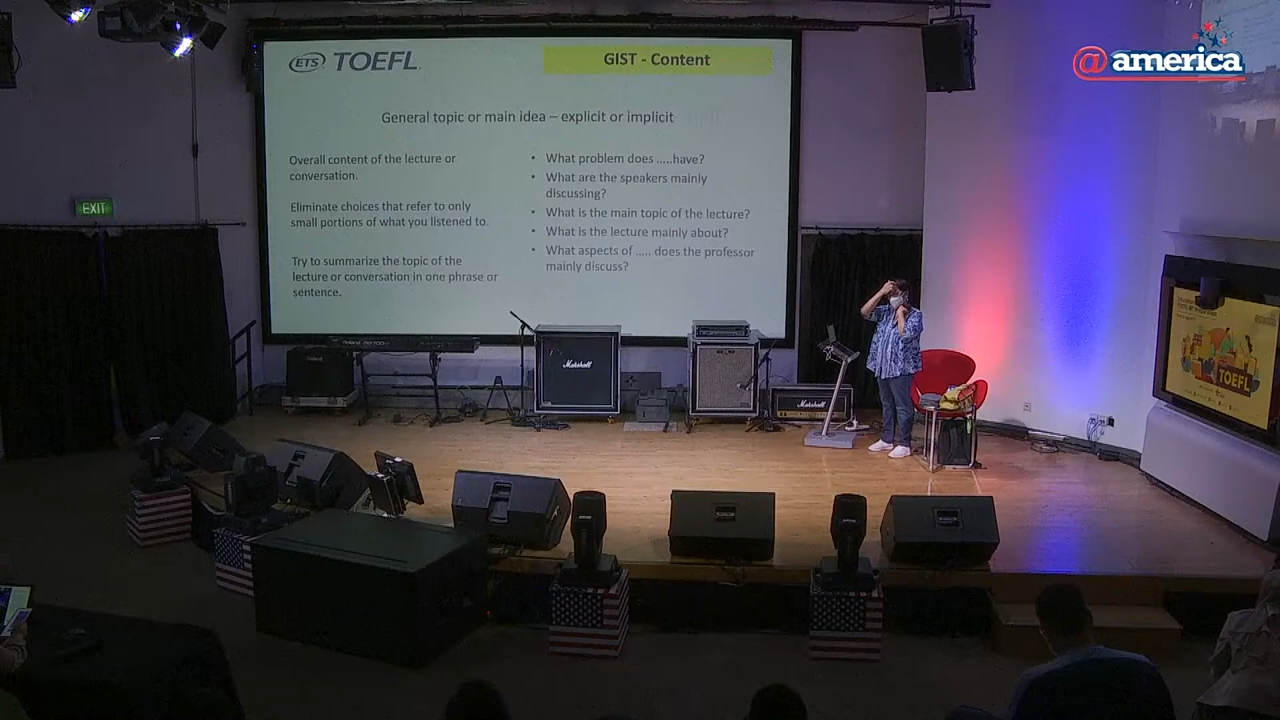 ETS TOEFL
GIST - Content
@america
General topic or main idea – explicit or implicit
Overall content of the lecture or
conversation.
Eliminate choices that refer to only
small portions of what you listened to.
Try to summarize the topic of the
lecture or conversation in one phrase or
sentence.
• What problem does .....have?
• What are the speakers mainly
discussing?
• What is the main topic of the lecture?
• What is the lecture mainly about?
• What aspects of ..... does the professor
mainly discuss?
EXIT
Roland
Marshall
Marshall
TOEFL